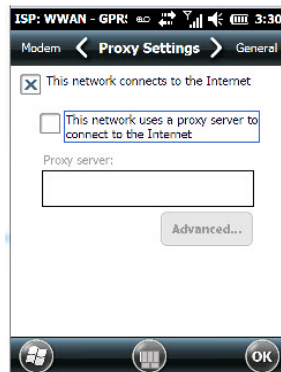 ISP: WWAN - GPRS 3:30
Modem Proxy Settings General
This network connects to the Internet
This network uses a proxy server to
connect to the Internet
Proxy server:
Advanced...
OK